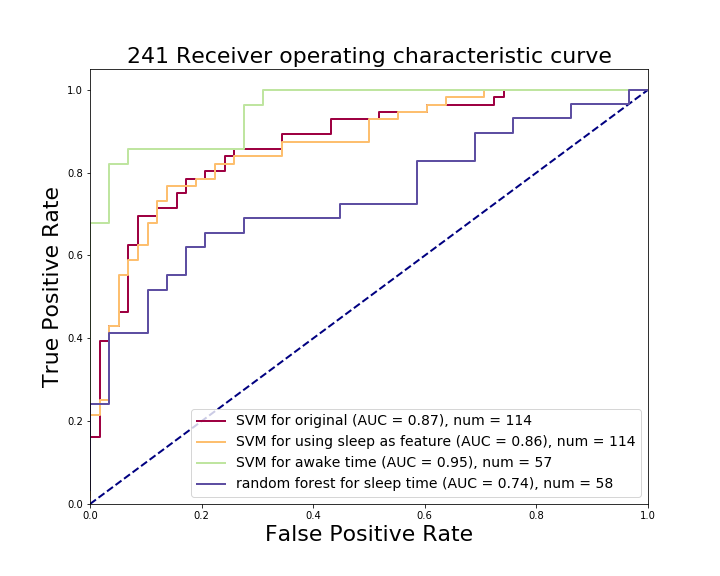 241 Receiver operating characteristic curve
True Positive Rate
1.0
0.8
0.6
0.4
0.2
0.0
SVM for original (AUC = 0.87), num = 114
SVM for using sleep as feature (AUC = 0.86), num = 114
SVM for awake time (AUC = 0.95), num = 57
random forest for sleep time (AUC = 0.74), num = 58
0.0 0.2 0.4 0.6 0.8 1.0
False Positive Rate